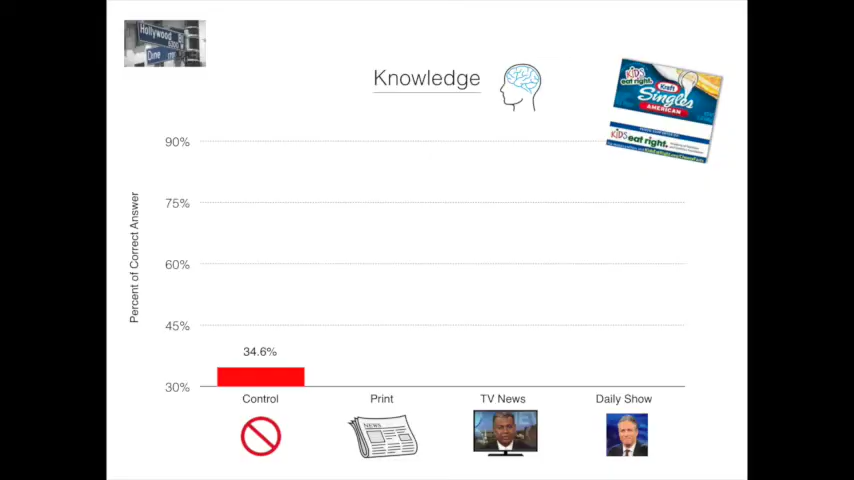 Hollywood Bl
Knowledge
KIDS
eat right.
Kraft
Singles
AMERICAN
KIDS eat right.
90%
75%
60%
45%
30%
Percent of Correct Answer
34.6%
Control
Print
TV News
Daily Show
NEWS